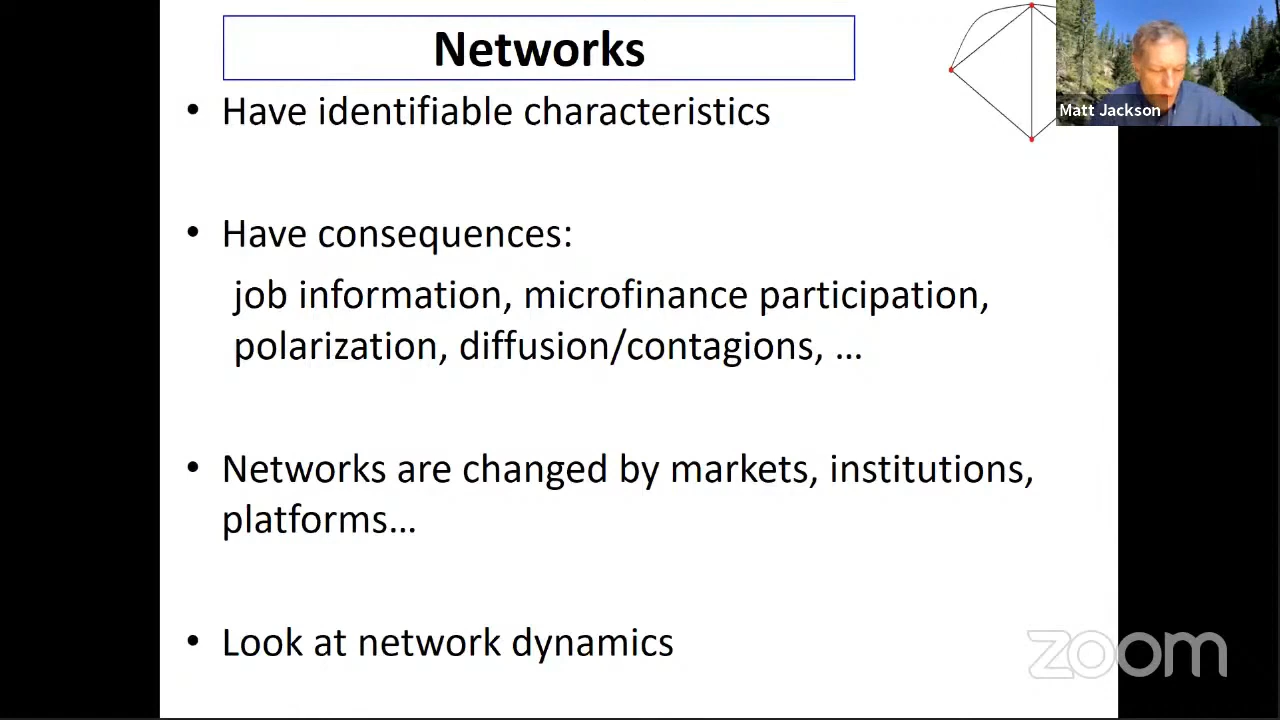 Networks
• Have identifiable characteristics
Matt Jackson
• Have consequences:
job information, microfinance participation,
polarization, diffusion/contagions, …
• Networks are changed by markets, institutions,
platforms…
• Look at network dynamics
zoom